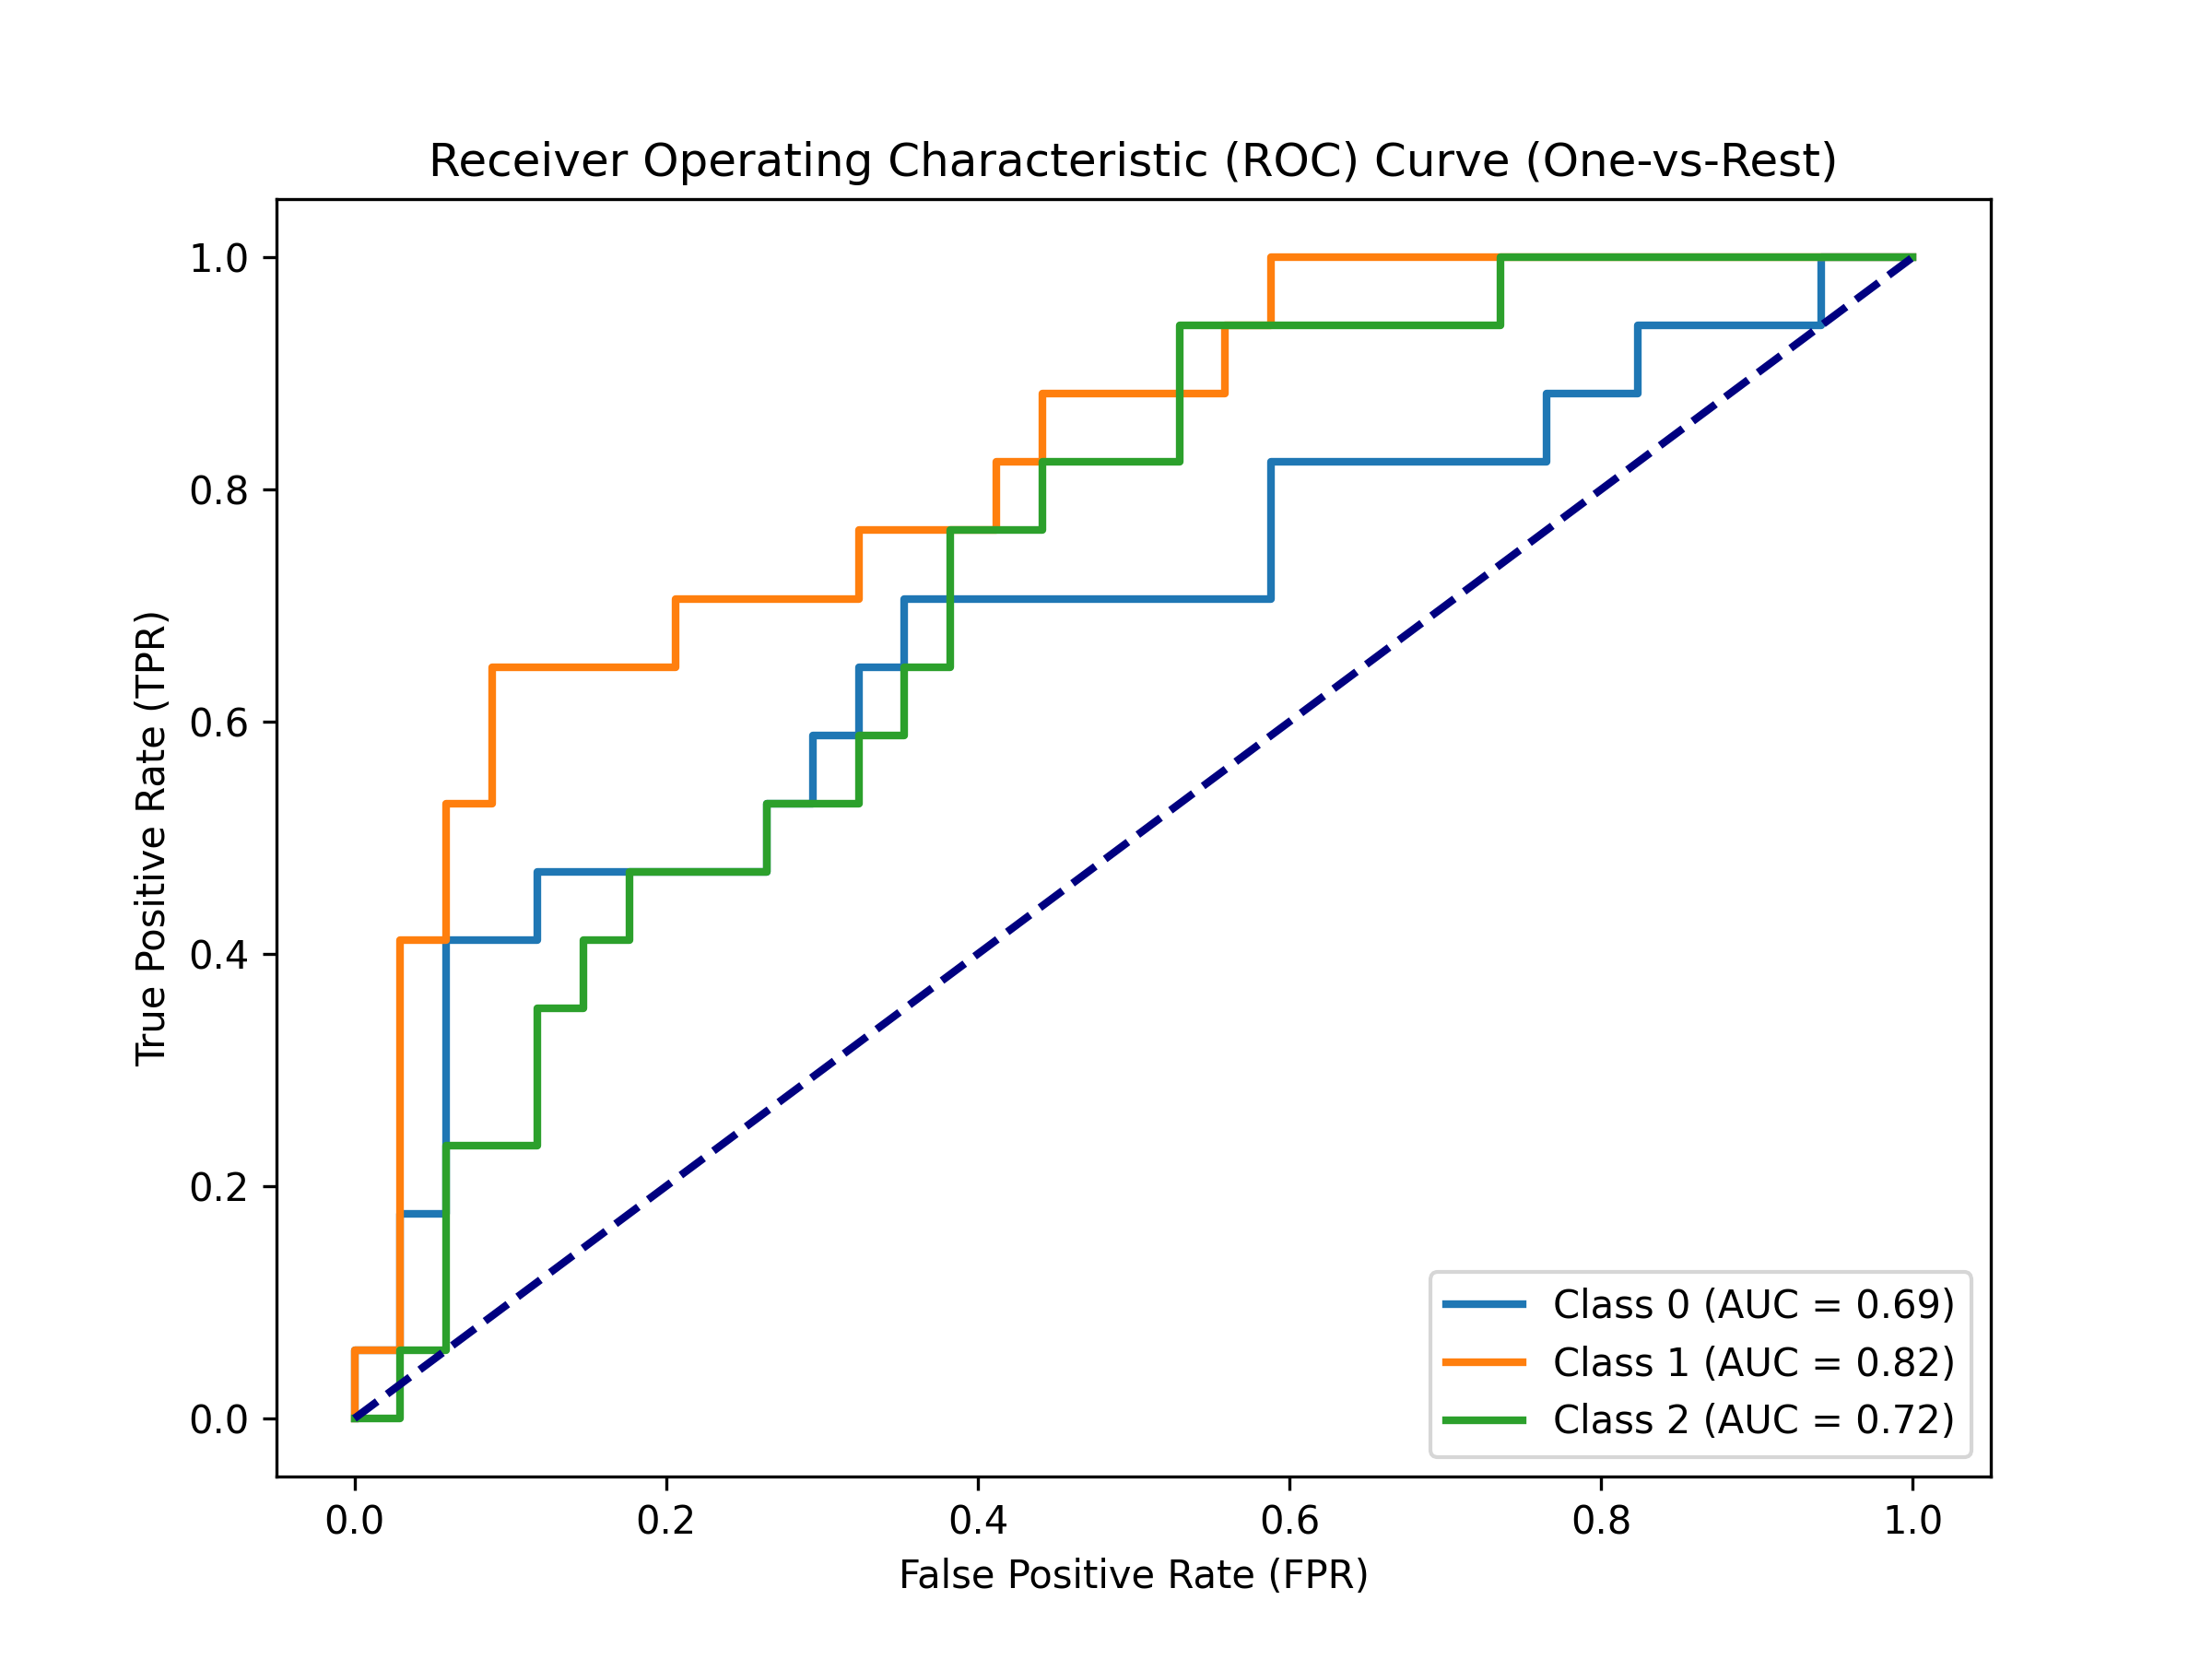 Receiver Operating Characteristic (ROC) Curve (One-vs-Rest)
True Positive Rate (TPR)
1.0
0.8
0.6
0.4
0.2
0.0
0.0 0.2 0.4 0.6 0.8 1.0
False Positive Rate (FPR)
Class 0 (AUC = 0.69)
Class 1 (AUC = 0.82)
Class 2 (AUC = 0.72)